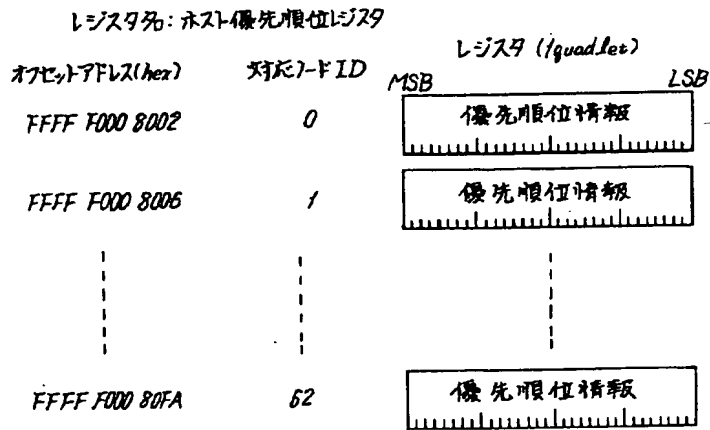 レジスタ名:ホスト優先順位レジスタ
オフセットアドレス(hex) 対応ノードID レジスタ (1quadlet)
MSB LSB
FFFF F000 8002 0 優先順位情報
FFFF F000 8006 1 優先順位情報
FFFF F000 80FA 62 優先順位情報